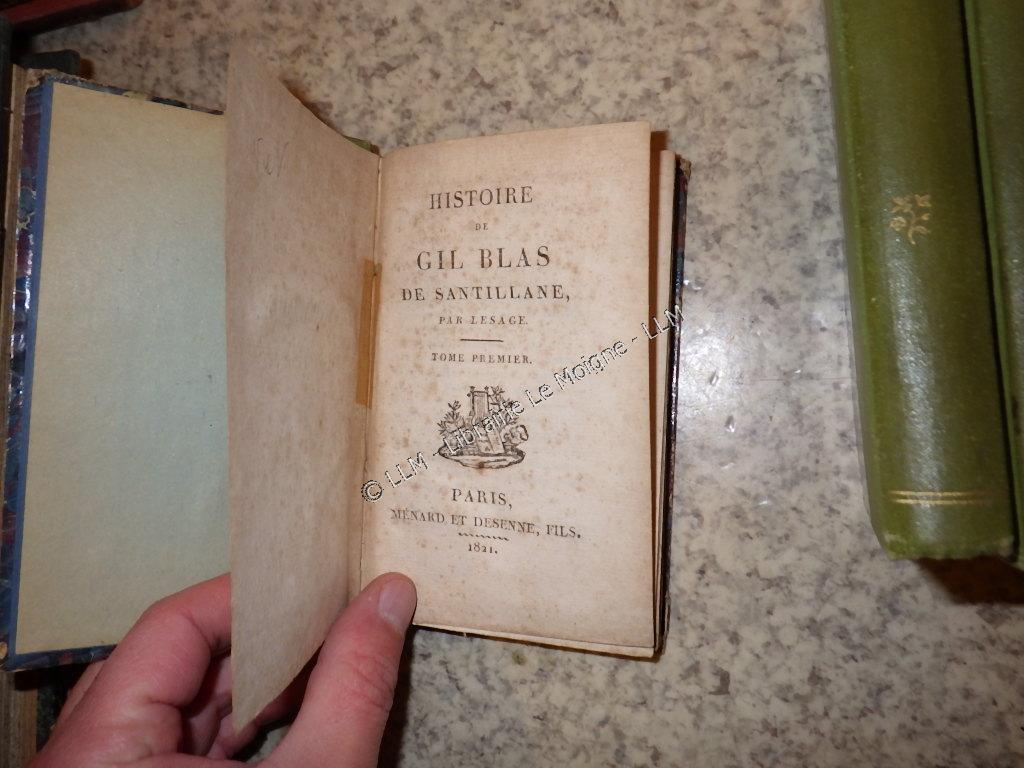 HISTOIRE
DE
GIL BLAS
DE SANTILLANE,
PAR LESAGE.
TOME PREMIER.
© LLM - Librairie Le Moigne - LLM
PARIS,
MÉNARD ET DESENNE, FILS.
1821.